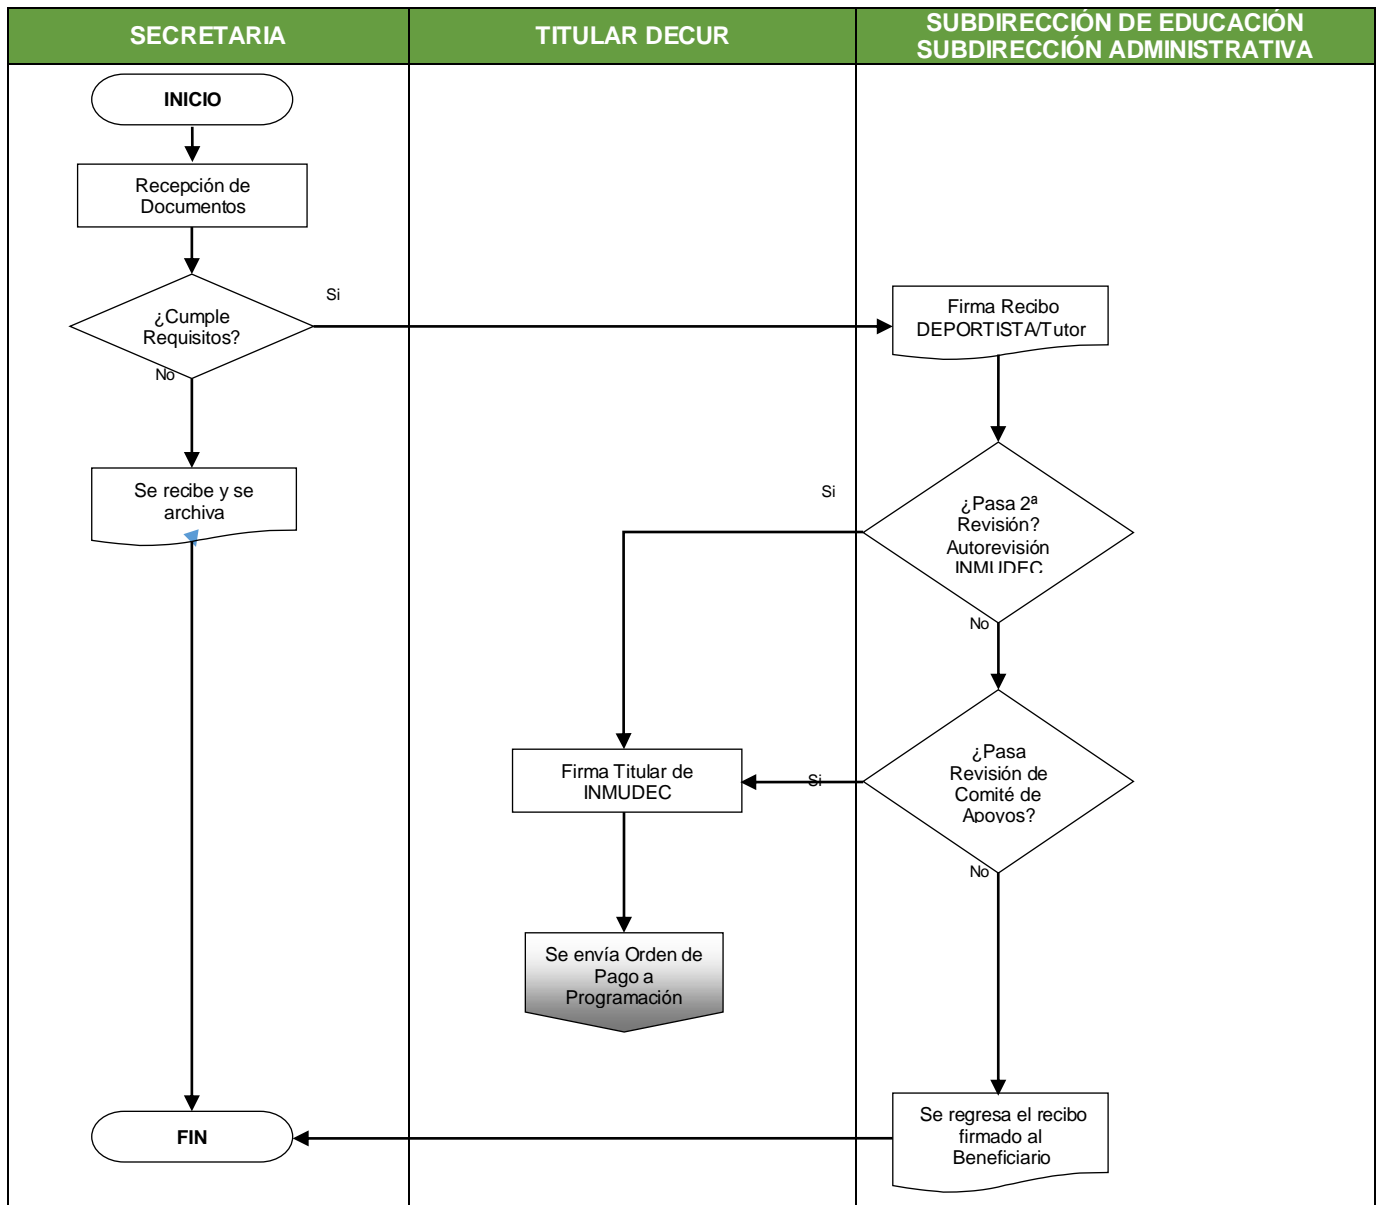 SECRETARIA
TITULAR DECUR
SUBDIRECCIÓN DE EDUCACIÓN
SUBDIRECCIÓN ADMINISTRATIVA
INICIO
Recepción de
Documentos
¿Cumple
Requisitos?
Si
No
Firma Recibo
DEPORTISTA/Tutor
Se recibe y se
archiva
¿Pasa 2ª
Revisión?
Autorevisión
INMUDEC
Si
No
Firma Titular de
INMUDEC
¿Pasa
Revisión de
Comité de
Apoyos?
Si
No
Se envía Orden de
Pago a
Programación
Se regresa el recibo
firmado al
Beneficiario
FIN